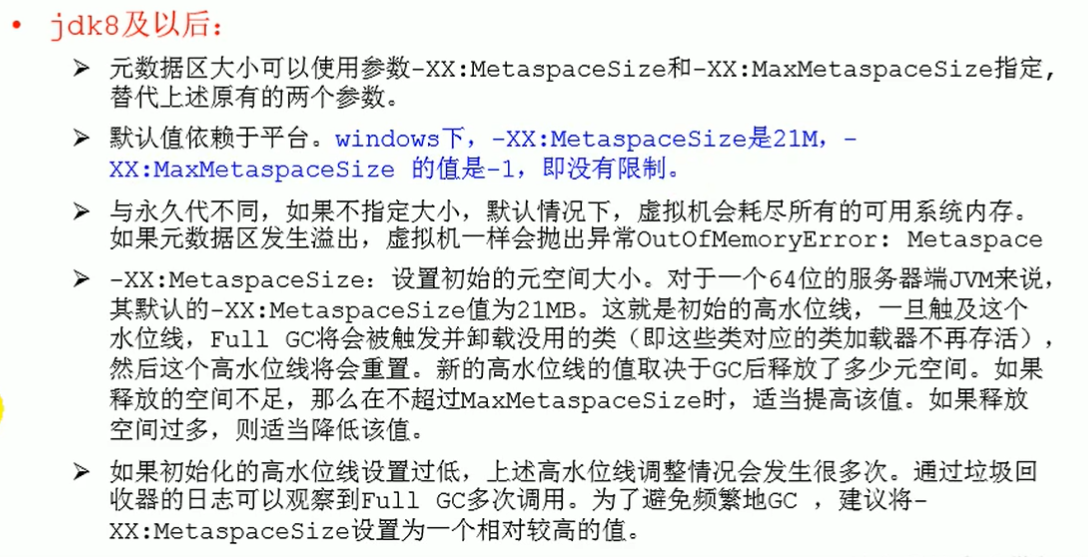 • jdk8及以后:
➢ 元数据区大小可以使用参数-XX:MetaspaceSize和-XX:MaxMetaspaceSize指定,
替代上述原有的两个参数。
➢ 默认值依赖于平台。windows下，-XX:MetaspaceSize是21M，-
XX:MaxMetaspaceSize 的值是-1，即没有限制。
➢ 与永久代不同，如果不指定大小，默认情况下，虚拟机会耗尽所有的可用系统内存。
如果元数据区发生溢出，虚拟机一样会抛出异常OutOfMemoryError: Metaspace
➢ -XX:MetaspaceSize：设置初始的元空间大小。对于一个64位的服务器端JVM来说，
其默认的-XX:MetaspaceSize值为21MB。这就是初始的高水位线，一旦触及这个
水位线，Full GC将会被触发并卸载没用的类（即这些类对应的类加载器不再存活），
然后这个高水位线将会重置。新的高水位线的值取决于GC后释放了多少元空间。如果
释放的空间不足，那么在不超过MaxMetaspaceSize时，适当提高该值。如果释放
空间过多，则适当降低该值。
➢ 如果初始化的高水位线设置过低，上述高水位线调整情况会发生很多次。通过垃圾回
收器的日志可以观察到Full GC多次调用。为了避免频繁地GC ，建议将-
XX:MetaspaceSize设置为一个相对较高的值。